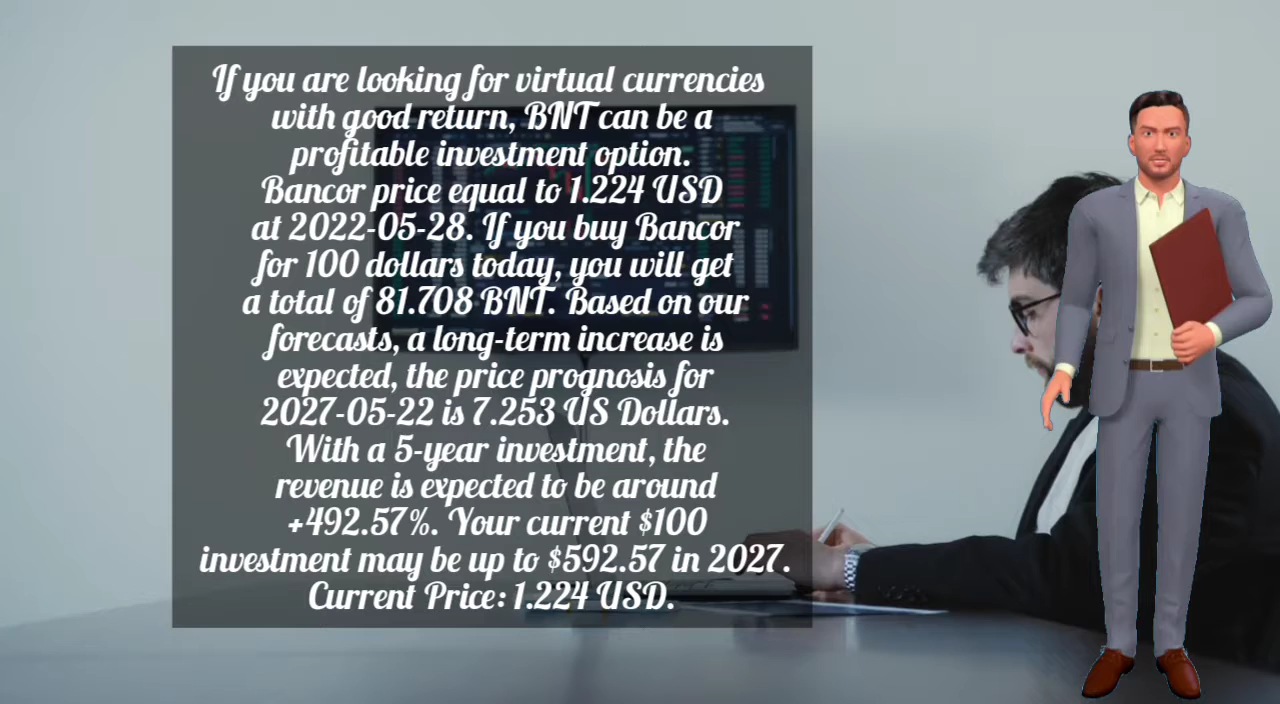 If you are looking for virtual currencies
with good return, BNT can be a
profitable investment option.
Bancor price equal to 1.224 USD
at 2022-05-28. If you buy Bancor
for 100 dollars today, you will get
a total of 81.708 BNT. Based on our
forecasts, a long-term increase is
expected, the price prognosis for
2027-05-22 is 7.253 US Dollars.
With a 5-year investment, the
revenue is expected to be around
+492.57%. Your current $100
investment may be up to $592.57 in 2027.
Current Price: 1.224 USD.